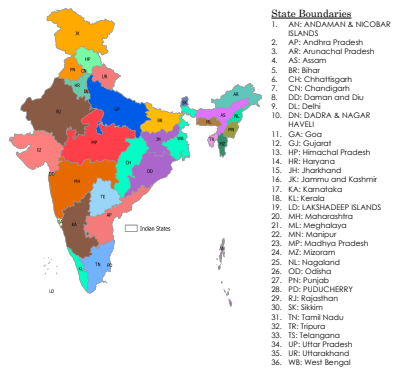 State Boundaries
1. AN: ANDAMAN & NICOBAR
ISLANDS
2. AP: Andhra Pradesh
3. AR: Arunachal Pradesh
4. AS: Assam
5. BR: Bihar
6. CH: Chhattisgarh
7. CN: Chandigarh
8. DD: Daman and Diu
9. DL: Delhi
10. DN: DADRA & NAGAR
HAVELI
11. GA: Goa
12. GJ: Gujarat
13. HP: Himachal Pradesh
14. HR: Haryana
15. JH: Jharkhand
16. JK: Jammu and Kashmir
17. KA: Karnataka
18. KL: Kerala
19. LD: LAKSHADEEP ISLANDS
20. MH: Maharashtra
21. ML: Meghalaya
22. MN: Manipur
23. MP: Madhya Pradesh
24. MZ: Mizoram
25. NL: Nagaland
26. OD: Odisha
27. PN: Punjab
28. PD: PUDUCHERRY
29. RJ: Rajasthan
30. SK: Sikkim
31. TN: Tamil Nadu
32. TR: Tripura
33. TS: Telangana
34. UP: Uttar Pradesh
35. UR: Uttarakhand
36. WB: West Bengal
JK
HP
PN CN
UR
HR
RJ
UP
AR
AS
NL
MN
TR
BR
JH
MP
CH
OD
MH
TE
AP
KA
GA
Indian States
KL
TN
LD
AN